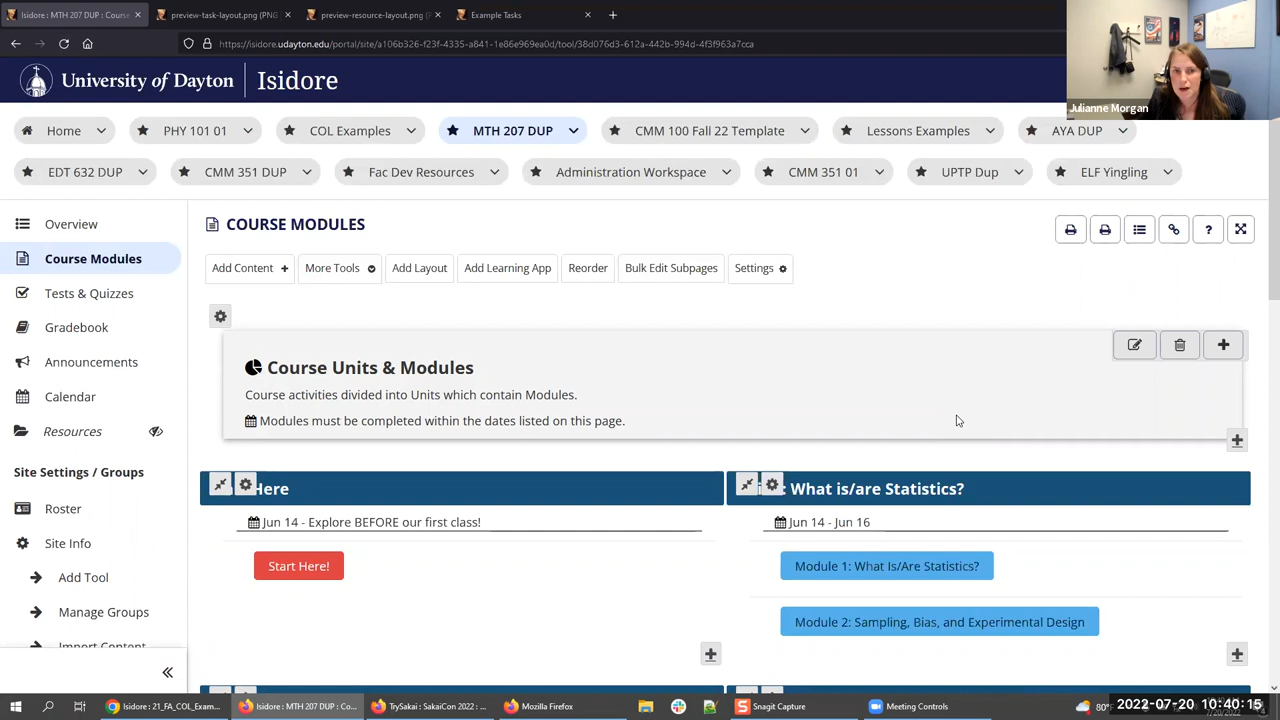 Isidore : MTH 207 DUP : Cours
preview-task-layout.png (PNG
preview-resource-layout.png (P
Example Tasks
https://isidore.udayton.edu/portal/site/a106b326-f23f-4335-a841-1e86e969ea0d/tool/38d076d3-612a-442b-994d-4f3f963a7cca
Julianne Morgan
University of Dayton
Isidore
Home
PHY 101 01
COL Examples
MTH 207 DUP
CMM 100 Fall 22 Template
Lessons Examples
AYA DUP
EDT 632 DUP
CMM 351 DUP
Fac Dev Resources
Administration Workspace
CMM 351 01
UPTP Dup
ELF Yingling
Overview
Course Modules
Tests & Quizzes
Gradebook
Announcements
Calendar
Resources
Site Settings / Groups
Roster
Site Info
Add Tool
Manage Groups
Import Content
COURSE MODULES
Add Content +
More Tools
Add Layout
Add Learning App
Reorder
Bulk Edit Subpages
Settings
Course Units & Modules
Course activities divided into Units which contain Modules.
Modules must be completed within the dates listed on this page.
Here
Jun 14 - Explore BEFORE our first class!
Start Here!
: What is/are Statistics?
Jun 14 - Jun 16
Module 1: What Is/Are Statistics?
Module 2: Sampling, Bias, and Experimental Design
Isidore : 21_FA_COL_Exam...
Isidore : MTH 207 DUP : Co...
TrySakai : SakaiCon 2022 : ...
Mozilla Firefox
Snagit Capture
Meeting Controls
80°
2022-07-20 10:40:15